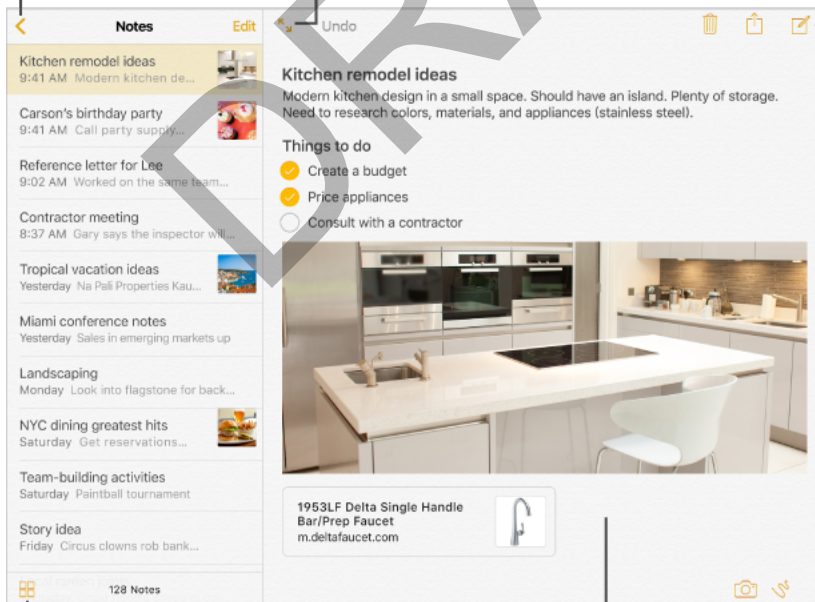 Notes
Edit
Undo
Kitchen remodel ideas
9:41 AM Modern kitchen de...
Carson's birthday party
9:41 AM Call party supply...
Reference letter for Lee
9:02 AM Worked on the same team...
Contractor meeting
8:37 AM Gary says the inspector will...
Tropical vacation ideas
Yesterday Na Pali Properties Kau...
Miami conference notes
Yesterday Sales in emerging markets up
Landscaping
Monday Look into flagstone for back...
NYC dining greatest hits
Saturday Get reservations...
Team-building activities
Saturday Paintball tournament
Story idea
Friday Circus clowns rob bank...
128 Notes
Kitchen remodel ideas
Modern kitchen design in a small space. Should have an island. Plenty of storage.
Need to research colors, materials, and appliances (stainless steel).
Things to do
Create a budget
Price appliances
Consult with a contractor
1953LF Delta Single Handle
Bar/Prep Faucet
m.deltafaucet.com